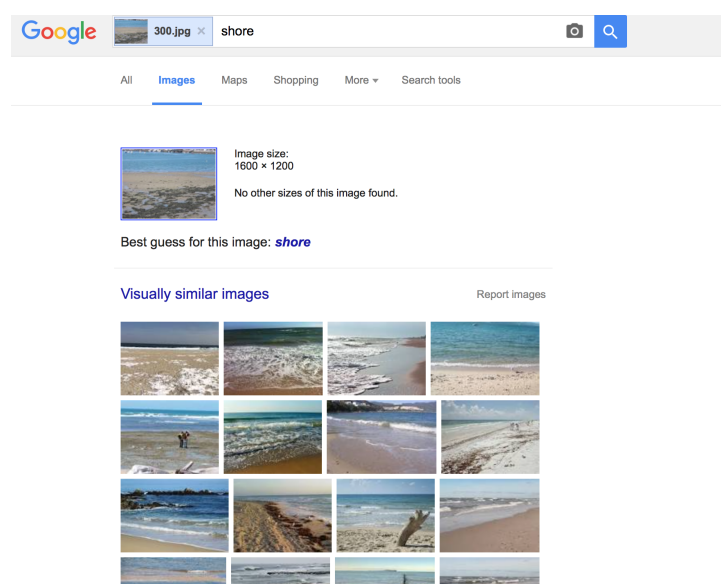 Google 300.jpg × shore
All Images Maps Shopping More ▾ Search tools
Image size:
1600 × 1200
No other sizes of this image found.
Best guess for this image: shore
Visually similar images Report images